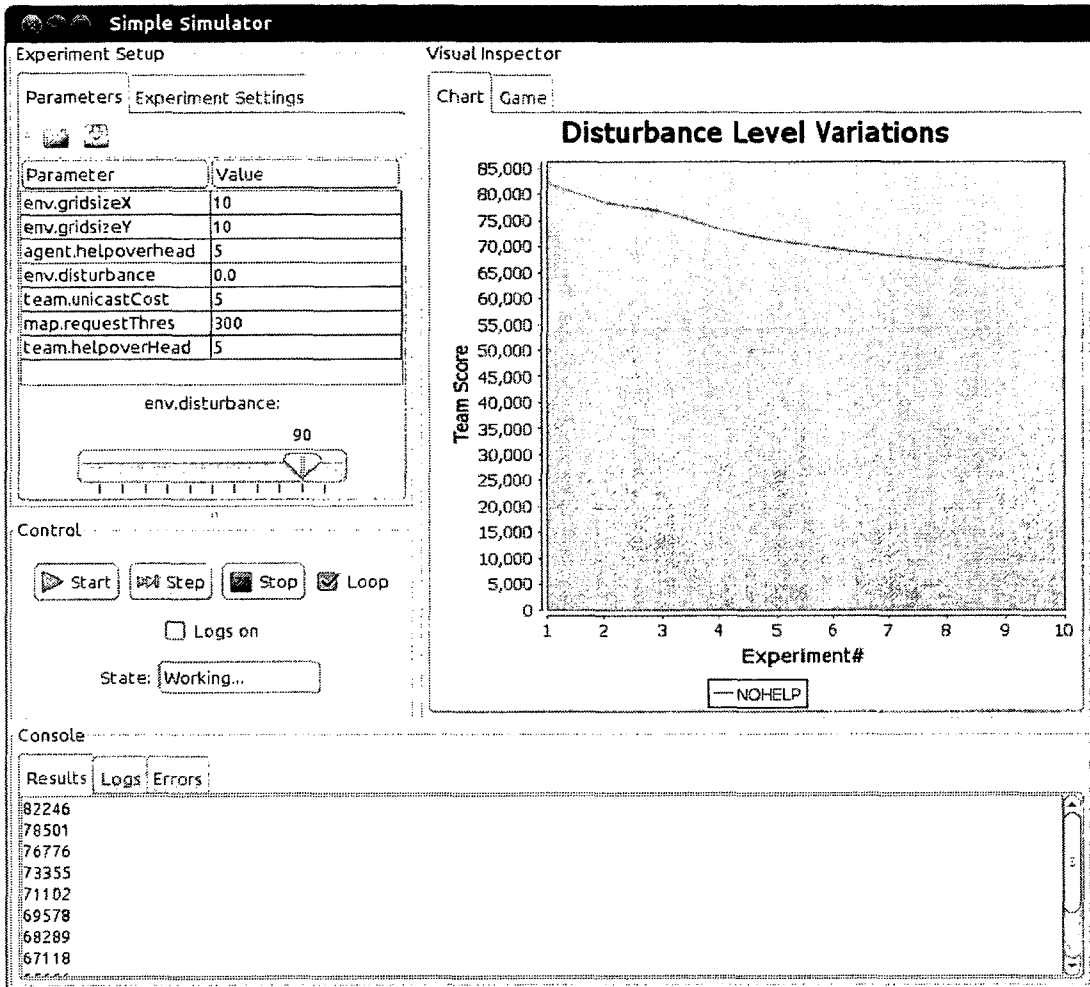 Simple Simulator
Experiment Setup
Parameters Experiment Settings
Parameter Value
env.gridsizeX 10
env.gridsizeY 10
agent.helpoverhead 5
env.disturbance 0.0
team.unicastCost 5
map.requestThres 300
team.helpoverHead 5
env.disturbance:
90
Control
Start Step Stop Loop
Logs on
State: Working...
Visual Inspector
Chart Game
Disturbance Level Variations
Team Score
85,000
80,000
75,000
70,000
65,000
60,000
55,000
50,000
45,000
40,000
35,000
30,000
25,000
20,000
15,000
10,000
5,000
0
1 2 3 4 5 6 7 8 9 10
Experiment#
NOHELP
Console
Results Logs Errors
82246
78501
76776
73355
71102
69578
68289
67118